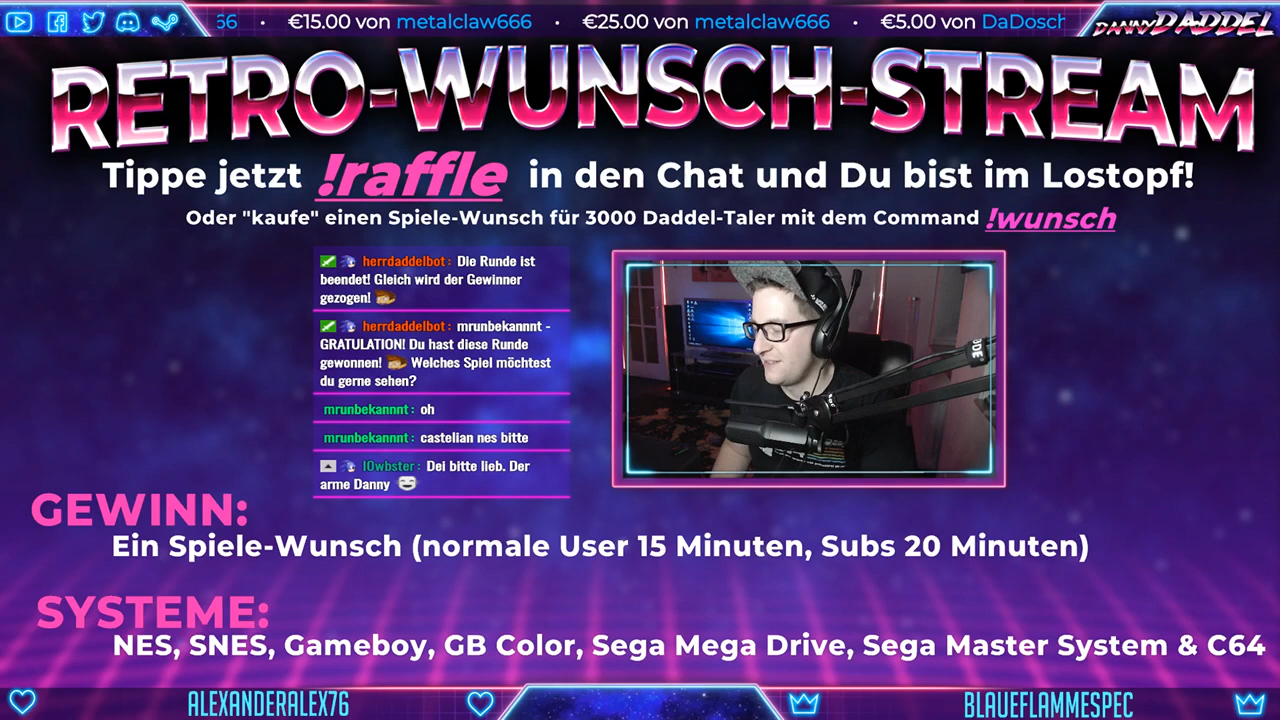 66 • €15.00 von metalclaw666 • €25.00 von metalclaw666 • €5.00 von DaDosch
DANNY DADDEL
RETRO-WUNSCH-STREAM
Tippe jetzt !raffle in den Chat und Du bist im Lostopf!
Oder "kaufe" einen Spiele-Wunsch für 3000 Daddel-Taler mit dem Command !wunsch
herrdaddelbot: Die Runde ist
beendet! Gleich wird der Gewinner
gezogen!
herrdaddelbot: mrunbekannnt -
GRATULATION! Du hast diese Runde
gewonnen! Welches Spiel möchtest
du gerne sehen?
mrunbekannnt: oh
mrunbekannnt: castelian nes bitte
l0wbster: Dei bitte lieb. Der
arme Danny
GEWINN:
Ein Spiele-Wunsch (normale User 15 Minuten, Subs 20 Minuten)
SYSTEME:
NES, SNES, Gameboy, GB Color, Sega Mega Drive, Sega Master System & C64
ALEXANDERALEX76
BLAUEFLAMMESPEC